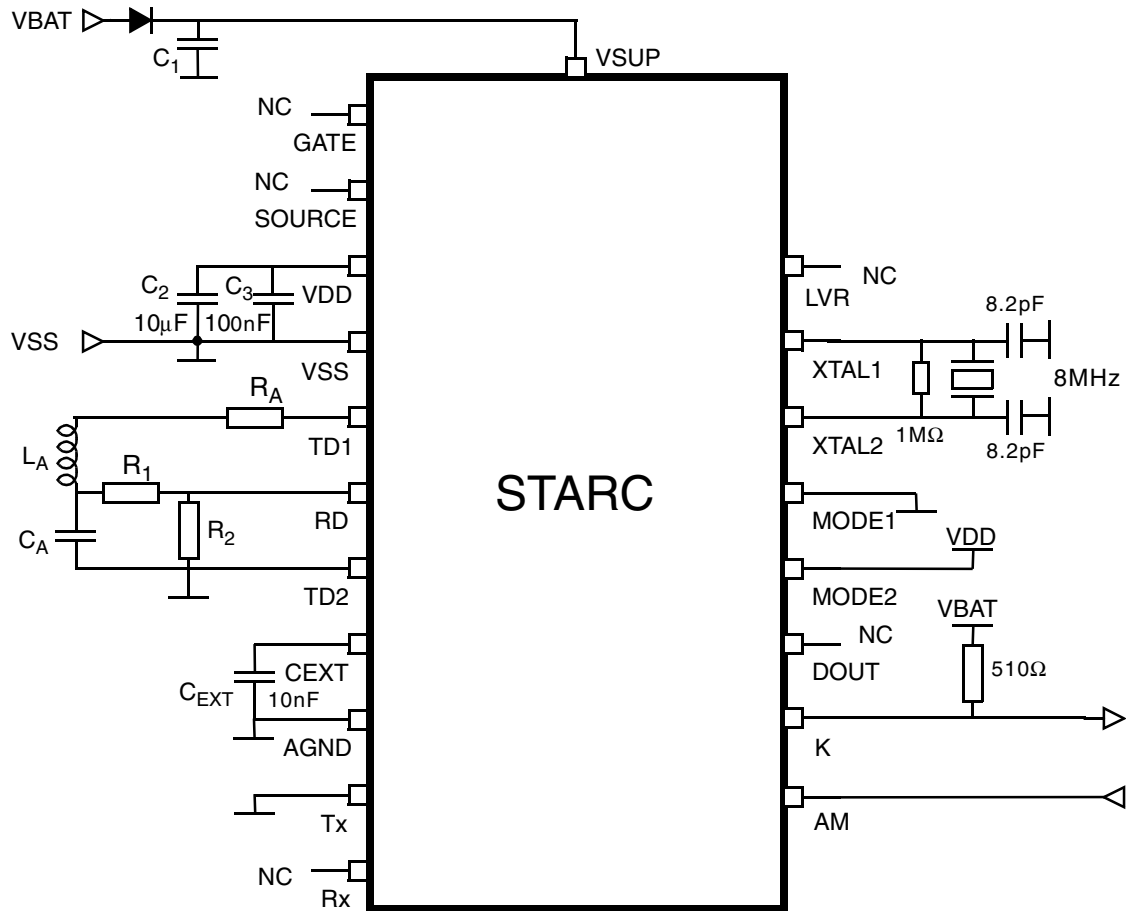 VBAT
C1
VSUP
NC
GATE
NC
SOURCE
C2
C3
VDD
10μF
100nF
VSS
VSS
RA
TD1
LA
R1
RD
CA
R2
TD2
CEXT
CEXT
10nF
AGND
Tx
NC
Rx
STARC
NC
LVR
8.2pF
XTAL1
8MHz
1MΩ
XTAL2
8.2pF
MODE1
VDD
MODE2
VBAT
NC
DOUT
510Ω
K
AM